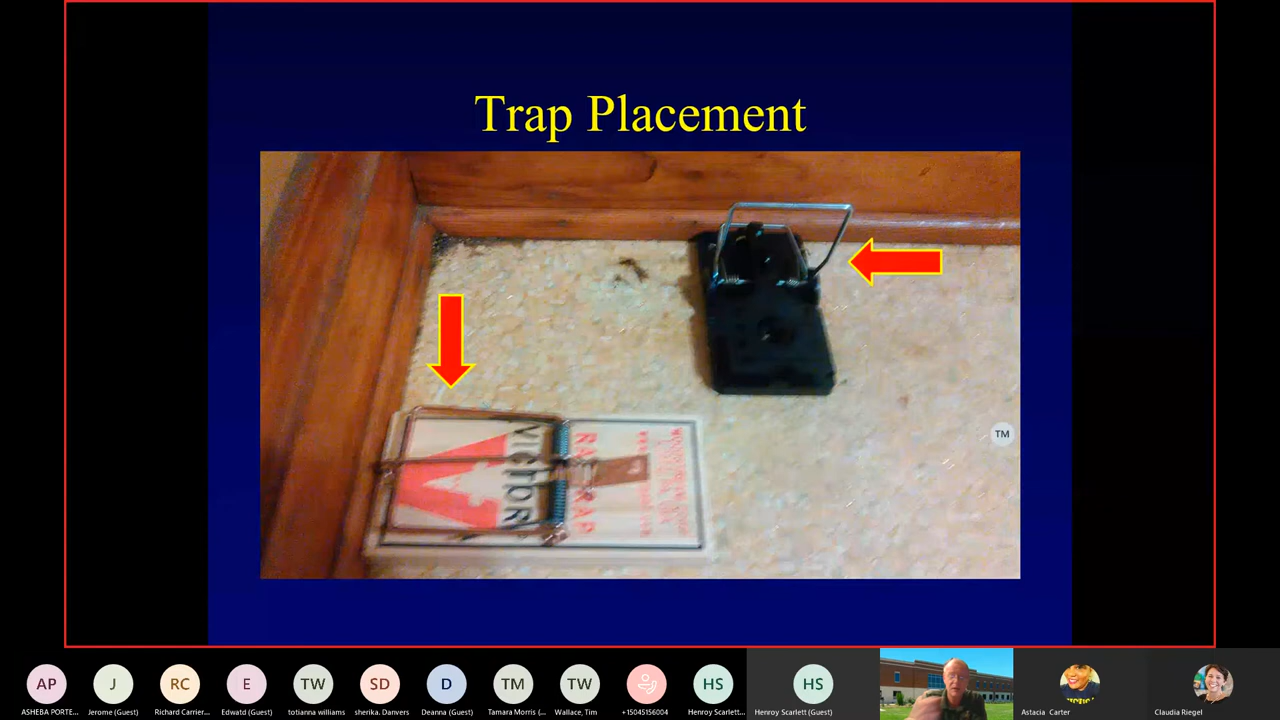 Trap Placement
VICTOR
RAT TRAP
TM
AP
J
RC
E
TW
SD
D
TM
TW
HS
HS
ASHEBA PORTE...
Jerome (Guest)
Richard Carrier...
Edwatd (Guest)
totianna williams
sherika. Danvers
Deanna (Guest)
Tamara Morris (...
Wallace, Tim
+15045156004
Henroy Scarlett...
Henroy Scarlett (Guest)
Astacia Carter
Claudia Riegel